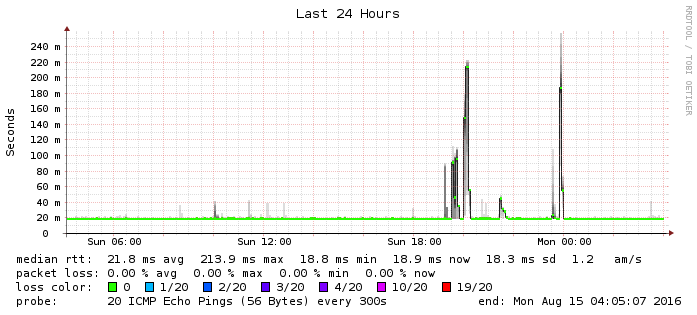 Last 24 Hours
RRDTOOL / TOBI OETIKER
Seconds
240 m
220 m
200 m
180 m
160 m
140 m
120 m
100 m
80 m
60 m
40 m
20 m
0
Sun 06:00 Sun 12:00 Sun 18:00 Mon 00:00
median rtt: 21.8 ms avg 213.9 ms max 18.8 ms min 18.9 ms now 18.3 ms sd 1.2 am/s
packet loss: 0.00 % avg 0.00 % max 0.00 % min 0.00 % now
loss color: 0 1/20 2/20 3/20 4/20 10/20 19/20
probe: 20 ICMP Echo Pings (56 Bytes) every 300s end: Mon Aug 15 04:05:07 2016